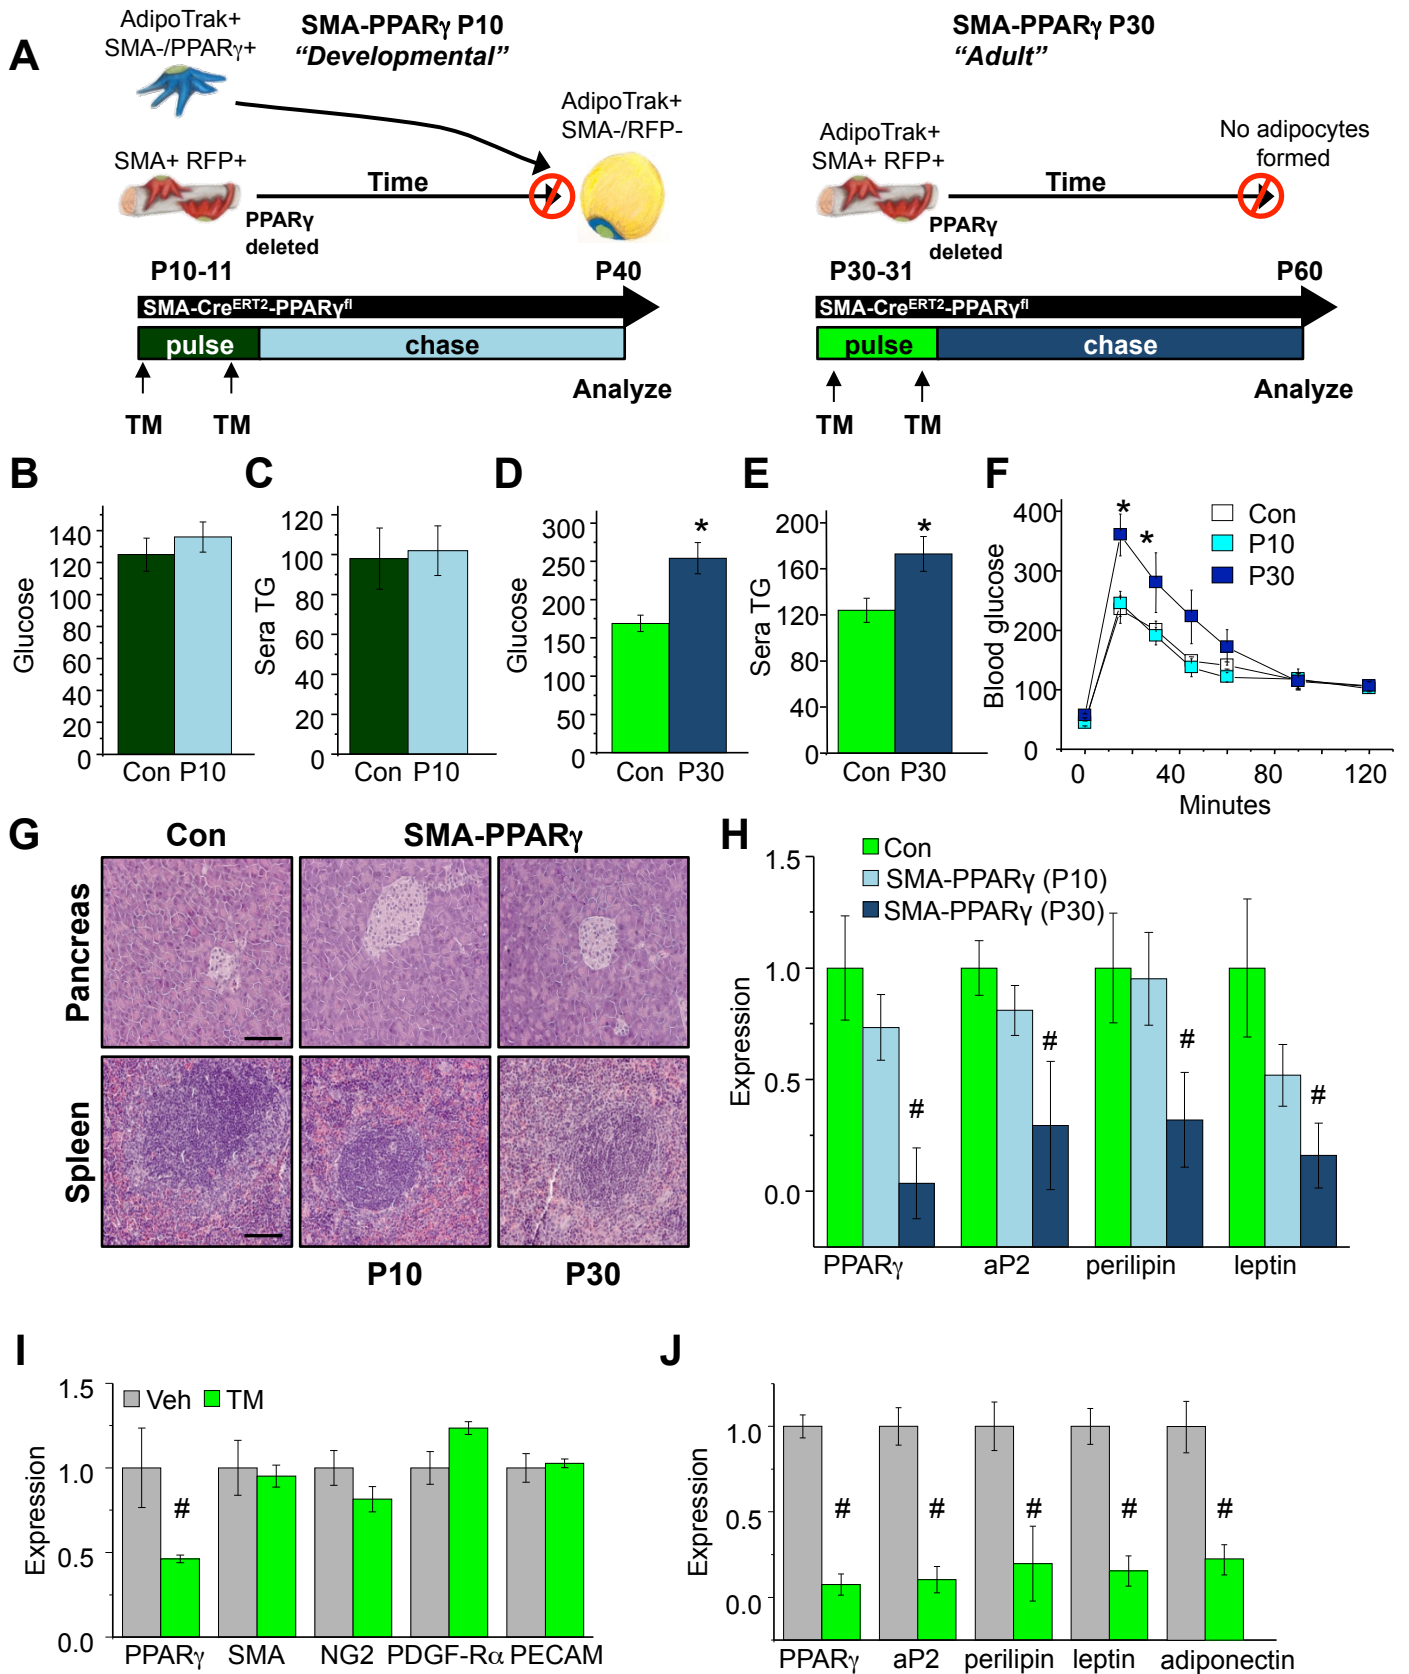 A
AdipoTrak+
SMA-/PPARγ+
SMA-PPARγ P10
“Developmental”
AdipoTrak+
SMA-/RFP-
SMA+ RFP+
Time
PPARγ
deleted
P10-11
P40
SMA-CreERT2-PPARγfl
pulse
chase
TM
TM
Analyze
SMA-PPARγ P30
“Adult”
AdipoTrak+
SMA+ RFP+
No adipocytes
formed
Time
PPARγ
deleted
P30-31
P60
SMA-CreERT2-PPARγfl
pulse
chase
TM
TM
Analyze
B
Glucose
140
120
100
80
60
40
20
0
Con P10
C
Sera TG
120
100
80
60
40
20
0
Con P10
D
Glucose
300
250
200
150
100
50
0
*
Con P30
E
Sera TG
200
160
120
80
40
0
*
Con P30
F
Blood glucose
400
300
200
100
0
*
*
Con
P10
P30
0 40 80 120
Minutes
G
Con
SMA-PPARγ
Pancreas
Spleen
P10
P30
H
Expression
1.5
1.0
0.5
0.0
Con
SMA-PPARγ (P10)
SMA-PPARγ (P30)
# # # #
PPARγ aP2 perilipin leptin
I
Expression
1.5
1.0
0.5
0.0
Veh TM
#
PPARγ SMA NG2 PDGF-Rα PECAM
J
Expression
1.0
0.5
0.0
# # # # #
PPARγ aP2 perilipin leptin adiponectin